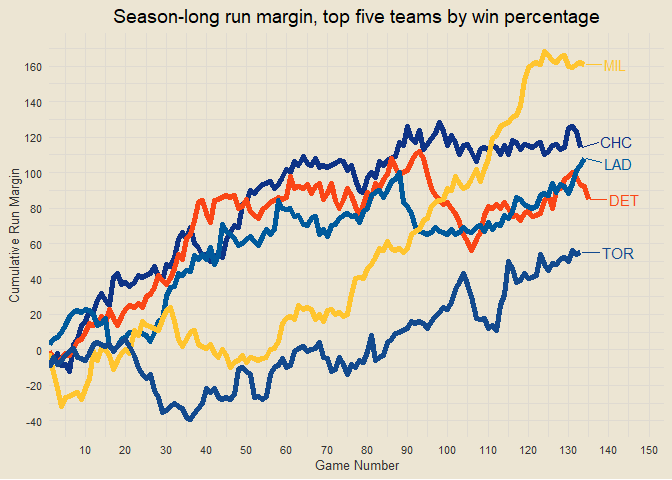 Season-long run margin, top five teams by win percentage
Cumulative Run Margin
160
140
120
100
80
60
40
20
0
-20
-40
MIL
CHC
LAD
DET
TOR
10 20 30 40 50 60 70 80 90 100 110 120 130 140 150
Game Number